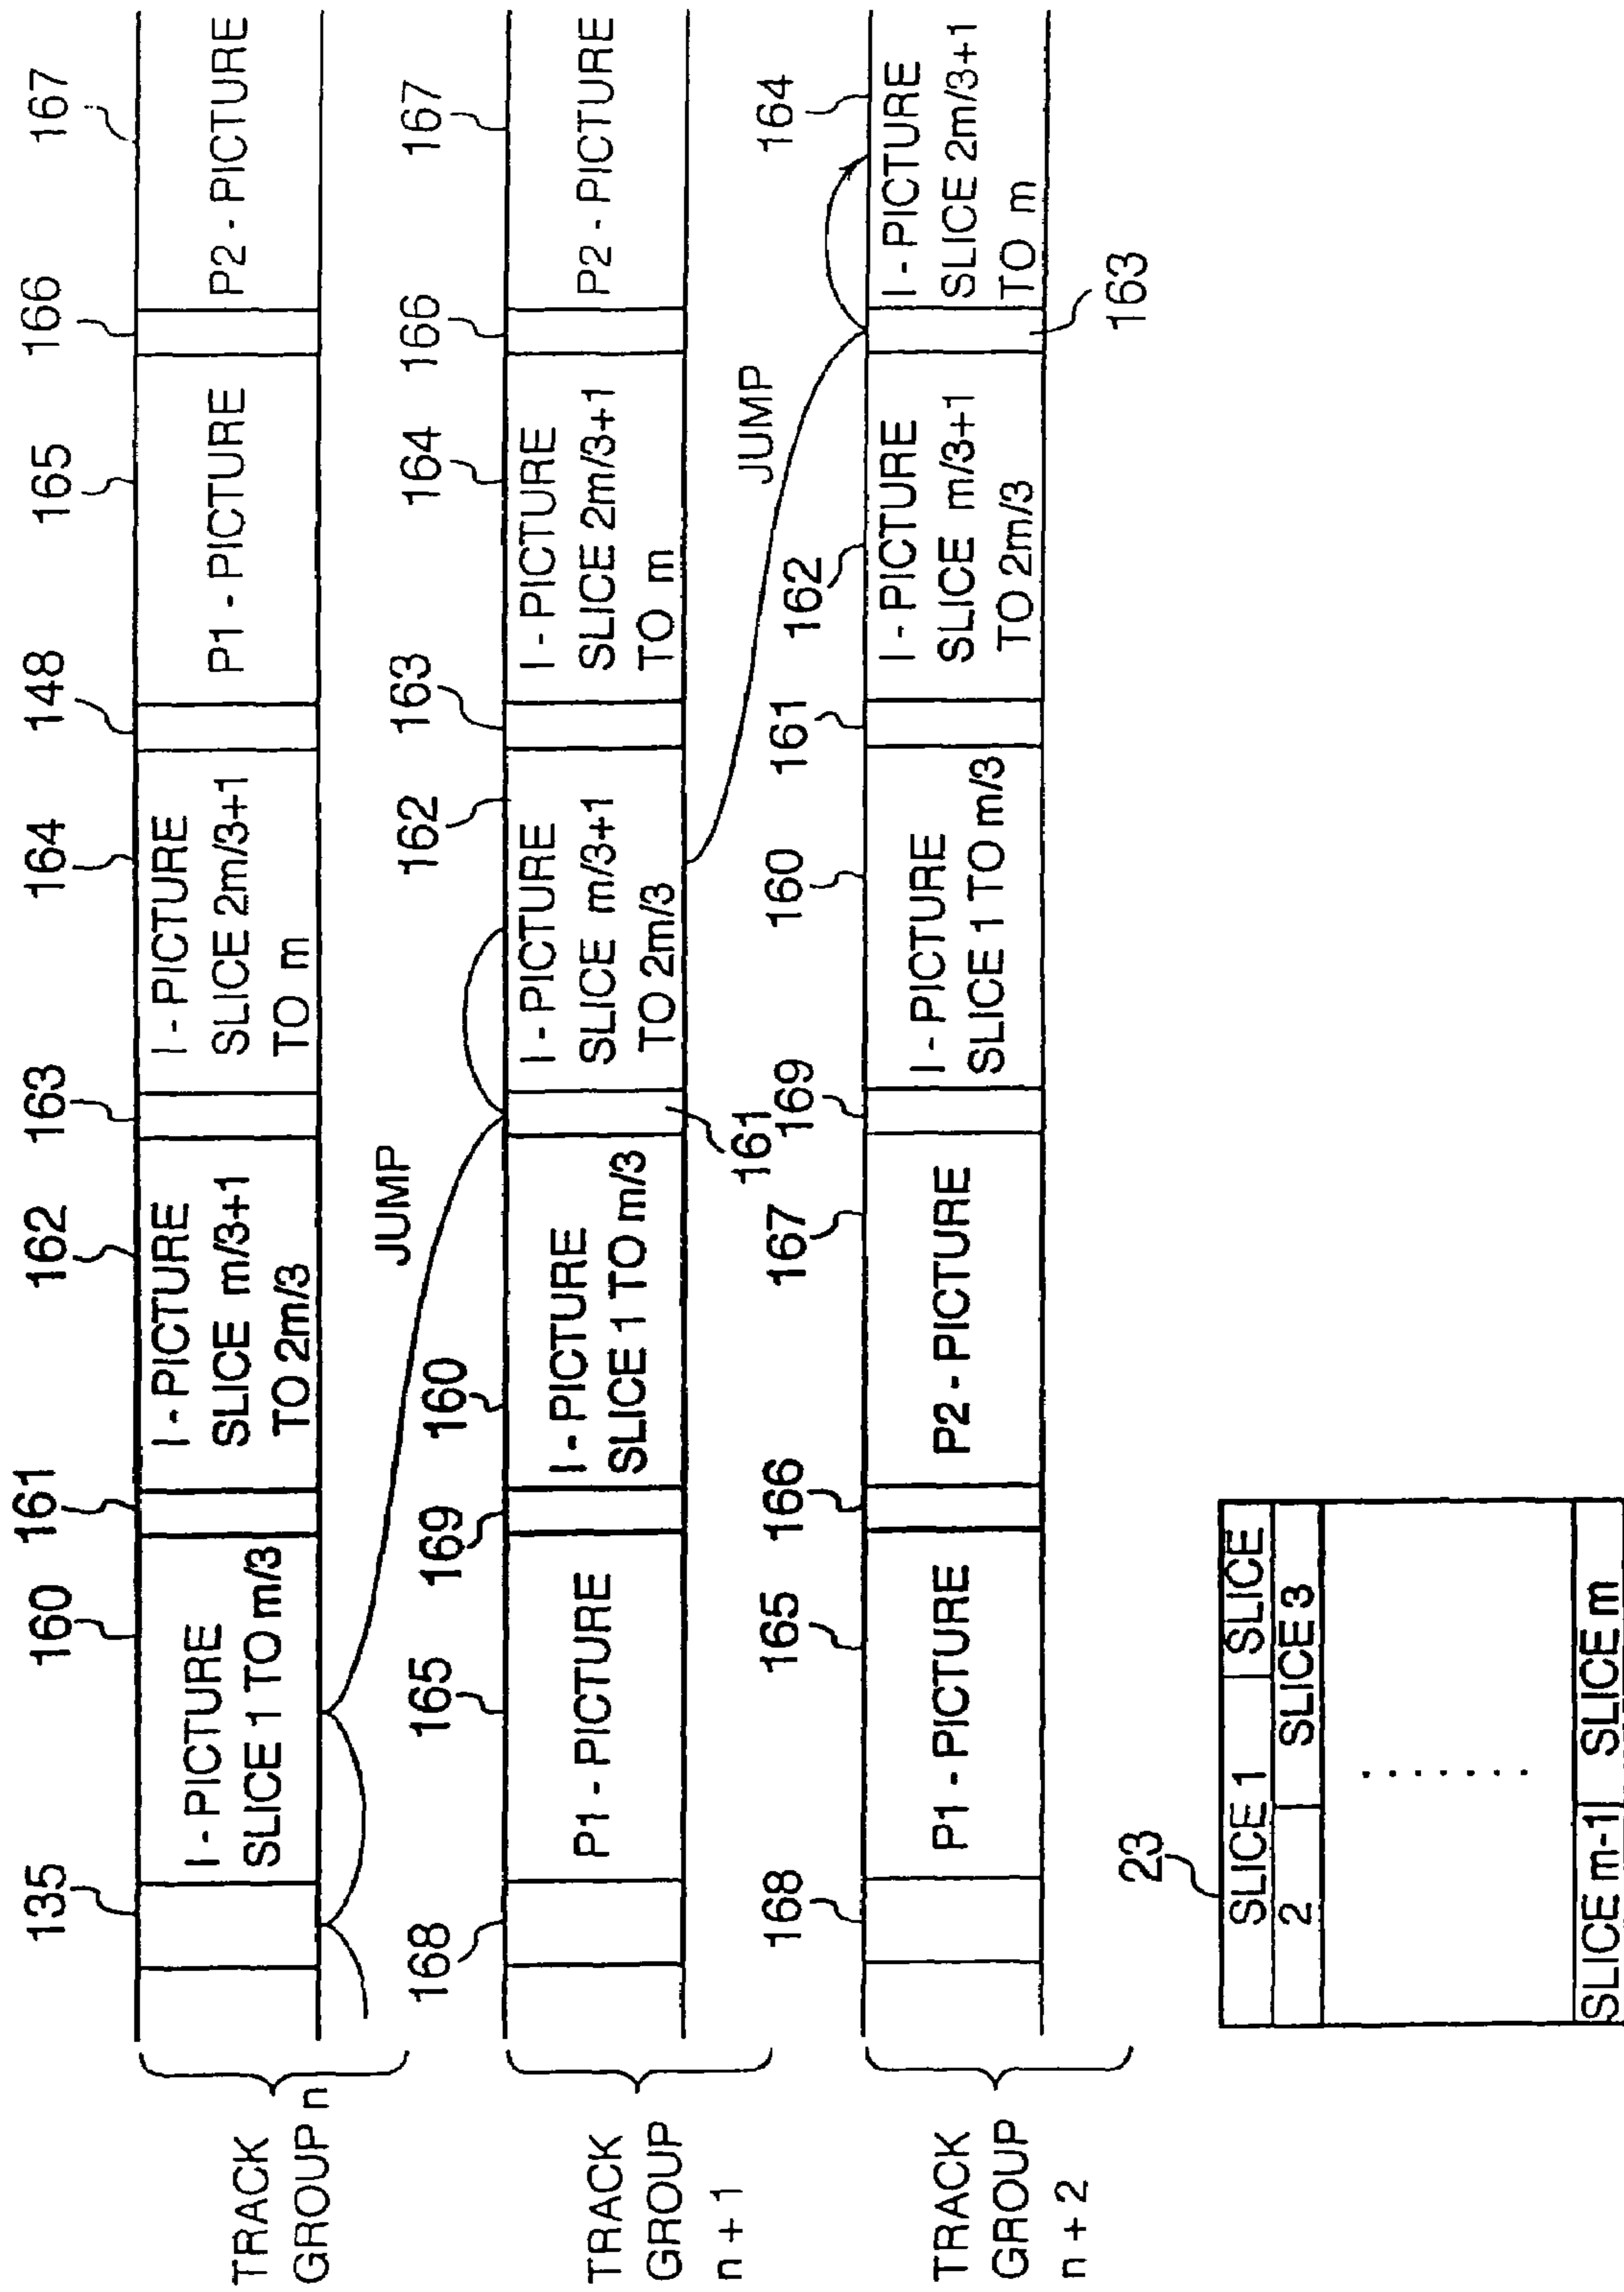 135 160 161 162 163 164 148 165 166 167
TRACK
GROUP n
I - PICTURE
SLICE 1 TO m/3
I - PICTURE
SLICE m/3+1
TO 2m/3
I - PICTURE
SLICE 2m/3+1
TO m
P1 - PICTURE
P2 - PICTURE
JUMP
168 165 169 160 162 163 164 166 167
TRACK
GROUP
n + 1
P1 - PICTURE
I - PICTURE
SLICE 1 TO m/3
I - PICTURE
SLICE m/3+1
TO 2m/3
I - PICTURE
SLICE 2m/3+1
TO m
P2 - PICTURE
161
JUMP
168 165 166 167 169 160 161 162 164
TRACK
GROUP
n + 2
P1 - PICTURE
P2 - PICTURE
I - PICTURE
SLICE 1 TO m/3
I - PICTURE
SLICE m/3+1
TO 2m/3
I - PICTURE
SLICE 2m/3+1
TO m
163
23
SLICE 1 SLICE
2 SLICE 3
.......
SLICE m-1 SLICE m